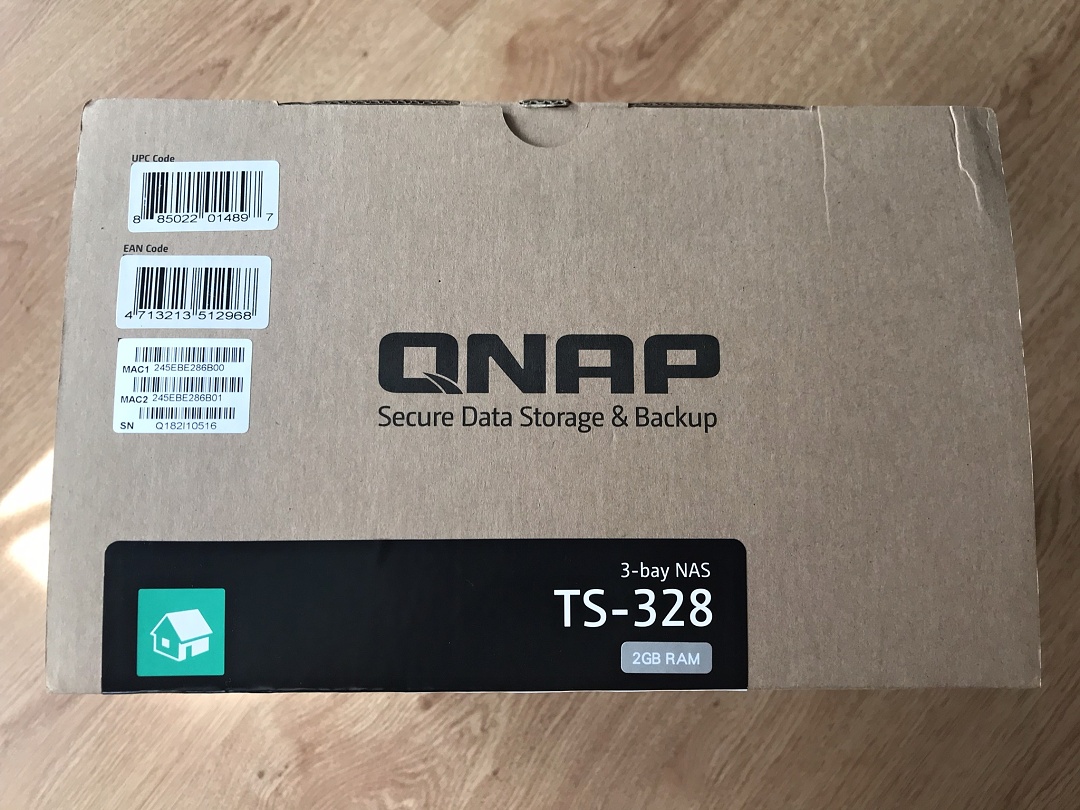 UPC Code
8 85022 01489 7
EAN Code
4 713213 512968
MAC1 245EBE286B00
MAC2 245EBE286B01
SN Q182I10516
QNAP
Secure Data Storage & Backup
3-bay NAS
TS-328
2GB RAM